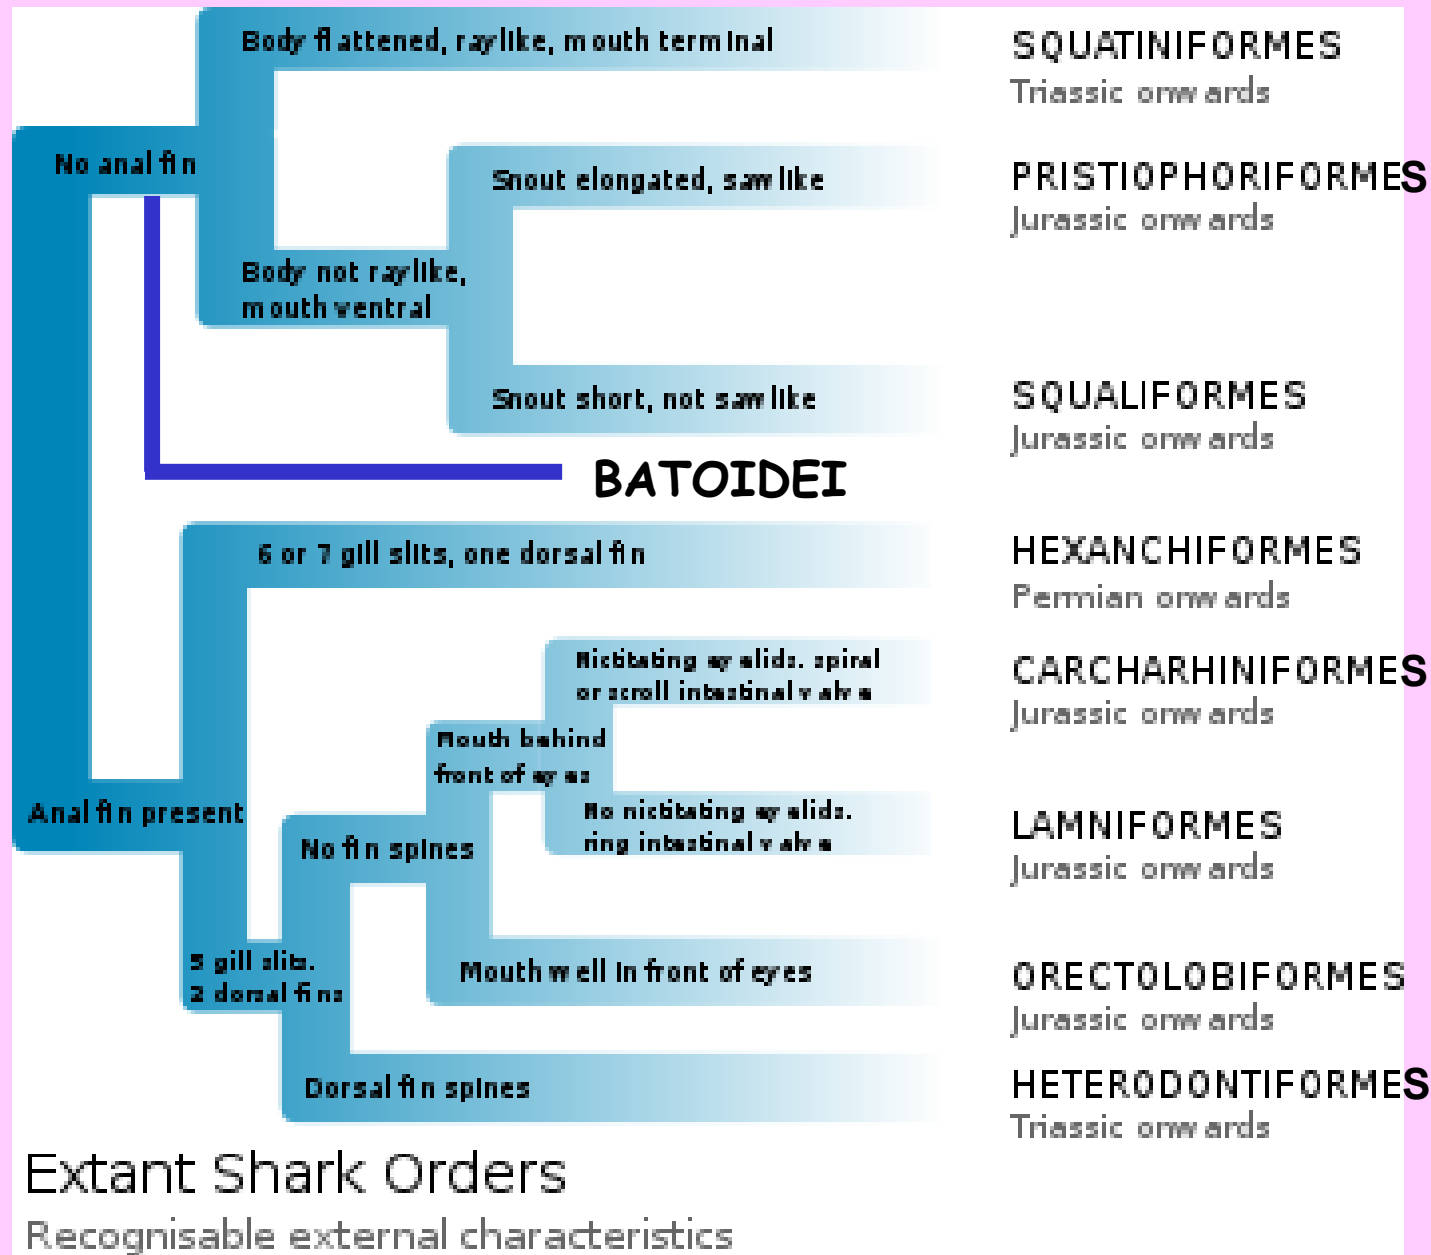 Body flattened, raylike, mouth terminal
SQUATINIFORMES
Triassic onwards
No anal fin
Snout elongated, sawlike
PRISTIOPHORIFORMES
Jurassic onwards
Body not raylike,
mouth ventral
Snout short, not sawlike
SQUALIFORMES
Jurassic onwards
BATOIDEI
6 or 7 gill slits, one dorsal fin
HEXANCHIFORMES
Permian onwards
Nictitating eyelids. spiral
or scroll intestinal valve
CARCHARHINIFORMES
Jurassic onwards
Mouth behind
front of eyes
Anal fin present
No nictitating eyelids.
ring intestinal valve
LAMNIFORMES
Jurassic onwards
No fin spines
5 gill slits.
2 dorsal fins
Mouth well in front of eyes
ORECTOLOBIFORMES
Jurassic onwards
Dorsal fin spines
HETERODONTIFORMES
Triassic onwards
Extant Shark Orders
Recognisable external characteristics